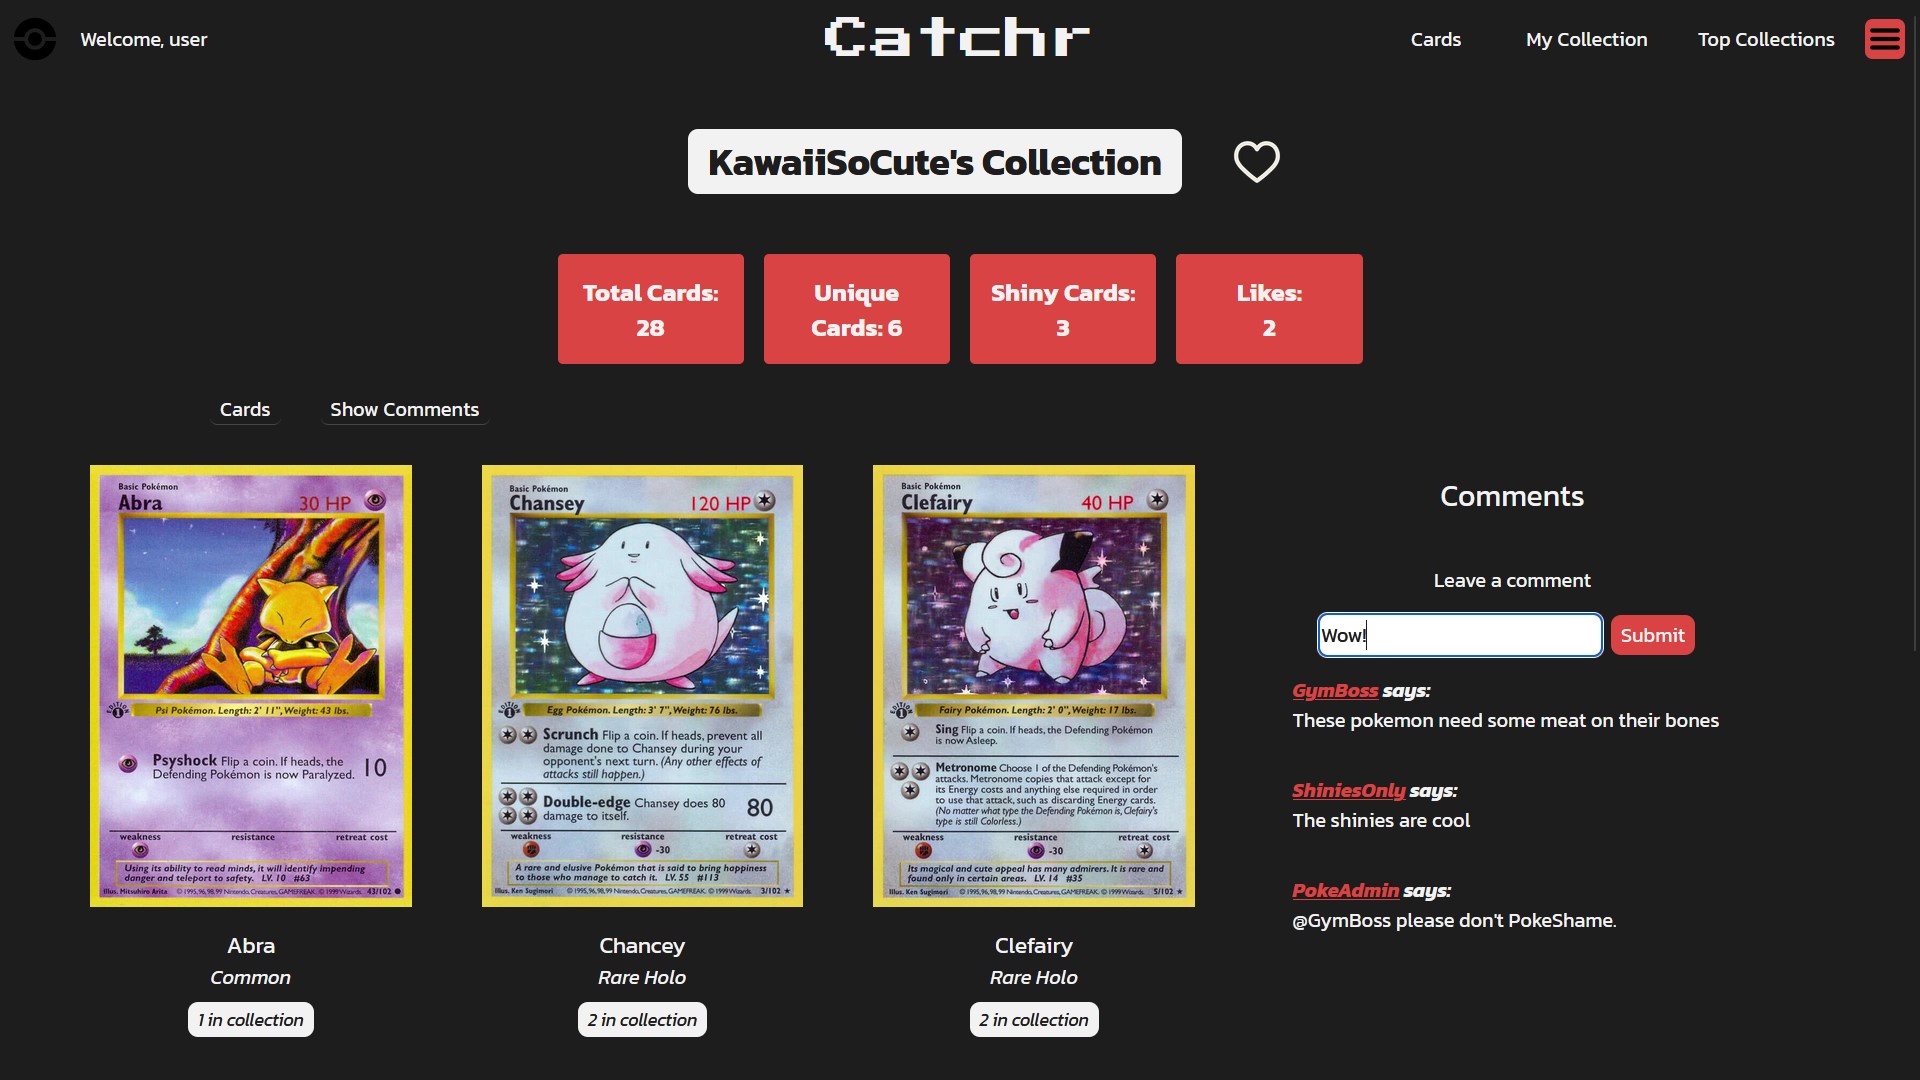 Welcome, user
Catchr
Cards
My Collection
Top Collections
KawaiiSoCute's Collection
Total Cards:
28
Unique
Cards: 6
Shiny Cards:
3
Likes:
2
Cards
Show Comments
Basic Pokémon
Abra
30 HP
Psi Pokémon. Length: 2' 11", Weight: 43 lbs.
Psyshock Flip a coin. If heads, the
Defending Pokémon is now Paralyzed.
10
weakness resistance retreat cost
Using its ability to read minds, it will identify impending
danger and teleport to safety. LV. 10 #63
Illus. Mitsuhiro Arita © 1995, 96, 98, 99 Nintendo, Creatures, GAMEFREAK. © 1999 Wizards. 43/102
Abra
Common
1 in collection
Basic Pokémon
Chansey
120 HP
Egg Pokémon. Length: 3' 7", Weight: 76 lbs.
Scrunch Flip a coin. If heads, prevent all
damage done to Chansey during your
opponent's next turn. (Any other effects of
attacks still happen.)
Double-edge Chansey does 80
damage to itself.
80
weakness resistance retreat cost
-30
A rare and elusive Pokémon that is said to bring happiness
to those who manage to catch it. LV. 55 #113
Illus. Ken Sugimori © 1995, 96, 98, 99 Nintendo, Creatures, GAMEFREAK. © 1999 Wizards. 3/102
Chancey
Rare Holo
2 in collection
Basic Pokémon
Clefairy
40 HP
Fairy Pokémon. Length: 2' 0", Weight: 17 lbs.
Sing Flip a coin. If heads, the Defending Pokémon
is now Asleep.
Metronome Choose 1 of the Defending Pokémon's
attacks. Metronome copies that attack except for
its Energy costs and anything else required in order
to use that attack, such as discarding Energy cards.
(No matter what type the Defending Pokémon is, Clefairy's
type is still Colorless.)
weakness resistance retreat cost
-30
Its magical and cute appeal has many admirers. It is rare and
found only in certain areas. LV. 14 #35
Illus. Ken Sugimori © 1995, 96, 98, 99 Nintendo, Creatures, GAMEFREAK. © 1999 Wizards. 5/102
Clefairy
Rare Holo
2 in collection
Comments
Leave a comment
Wow!
Submit
GymBoss says:
These pokemon need some meat on their bones
ShiniesOnly says:
The shinies are cool
PokeAdmin says:
@GymBoss please don't PokeShame.